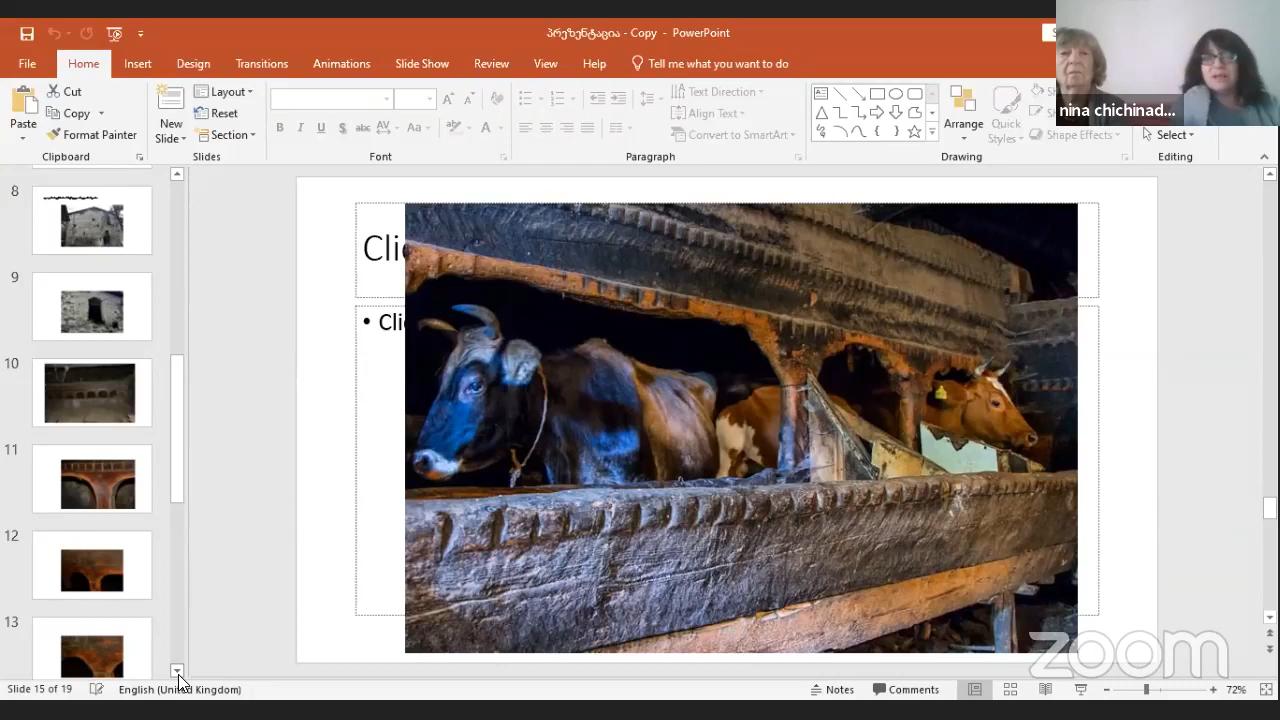 პრეზენტაცია - Copy - PowerPoint
File Home Insert Design Transitions Animations Slide Show Review View Help Tell me what you want to do
Paste
Cut
Copy
Format Painter
Clipboard
New Slide
Layout
Reset
Section
Slides
Font
Text Direction
Align Text
Convert to SmartArt
Paragraph
Arrange
Quick Styles
Shape Effects
Drawing
Select
Editing
nina chichinad...
8
9
10
11
12
13
Clic
• Clic
zoom
Slide 15 of 19
English (United Kingdom)
Notes
Comments
72%